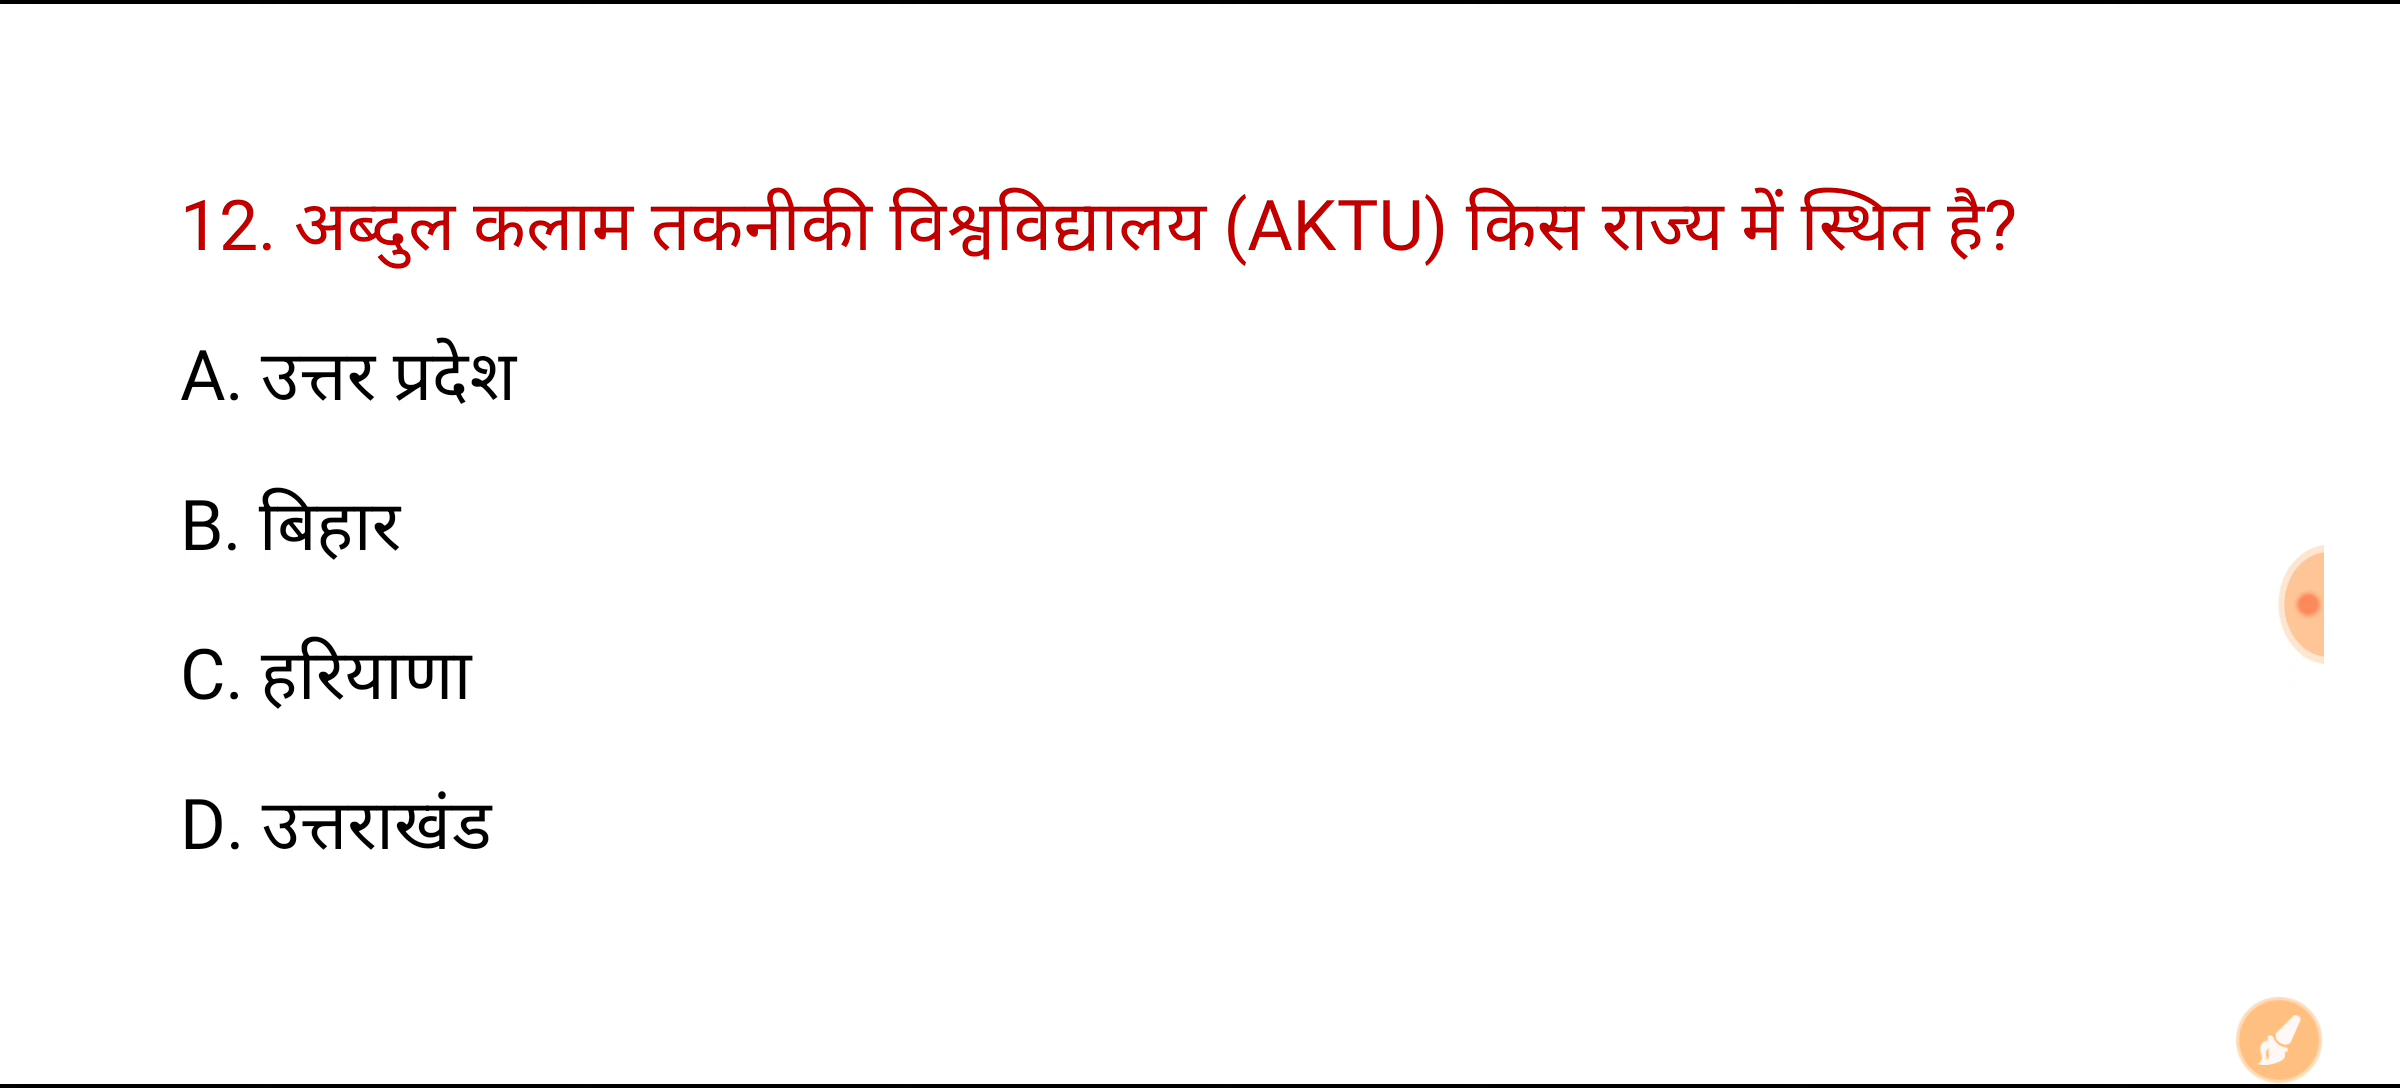 12. अब्दुल कलाम तकनीकी विश्वविद्यालय (AKTU) किस राज्य में स्थित है?
A. उत्तर प्रदेश
B. बिहार
C. हरियाणा
D. उत्तराखंड